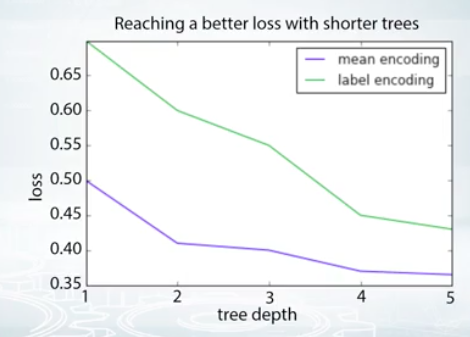 Reaching a better loss with shorter trees
mean encoding
label encoding
0.65
0.60
0.55
0.50
0.45
0.40
0.35
loss
1 2 3 4 5
tree depth